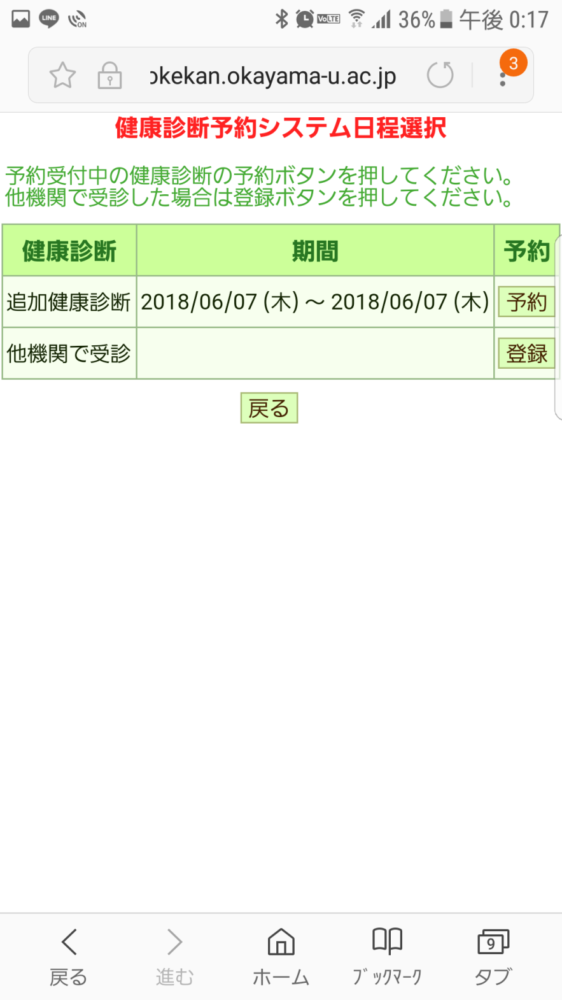 LINE ON VoLTE 36% 午後 0:17
okekan.okayama-u.ac.jp 3
健康診断予約システム日程選択
予約受付中の健康診断の予約ボタンを押してください。
他機関で受診した場合は登録ボタンを押してください。
健康診断 期間 予約
追加健康診断 2018/06/07 (木) ～ 2018/06/07 (木) 予約
他機関で受診 登録
戻る
9
戻る 進む ホーム ﾌﾞｯｸﾏｰｸ タブ